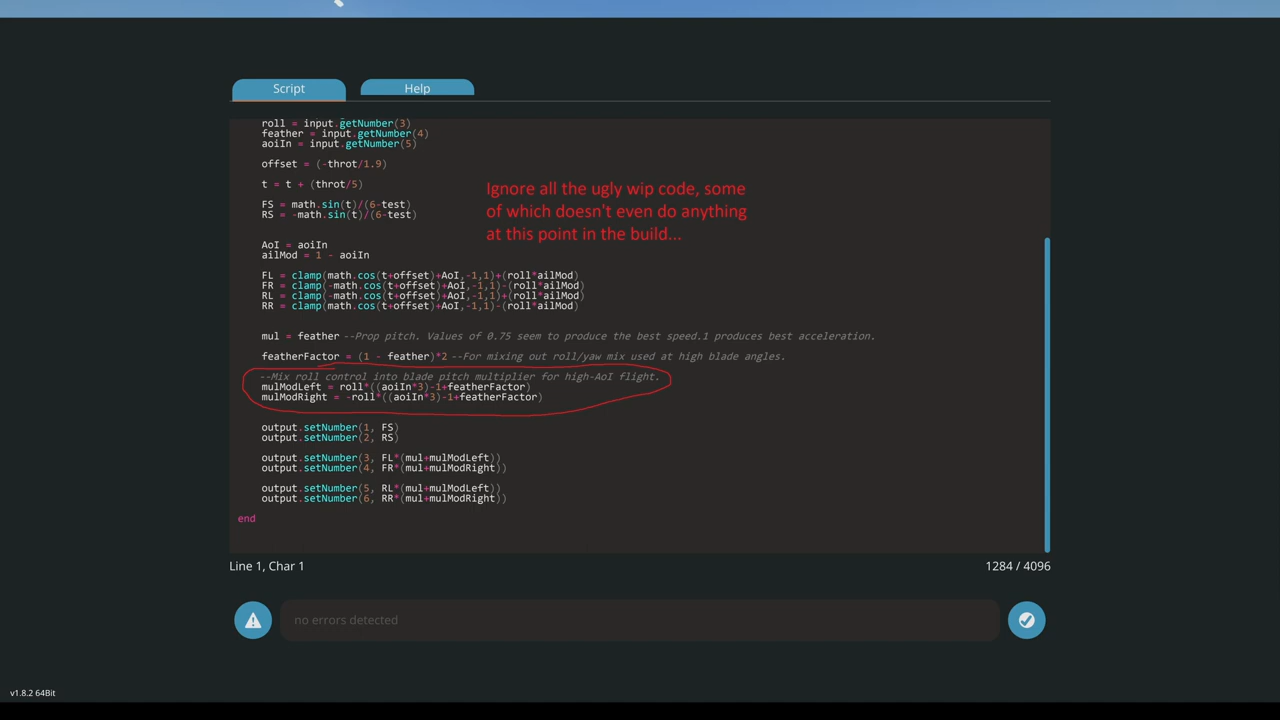 Script
Help
roll = input.getNumber(3)
feather = input.getNumber(4)
aoiIn = input.getNumber(5)
offset = (-throt/1.9)
t = t + (throt/5)
FS = math.sin(t)/(6-test)
RS = -math.sin(t)/(6-test)
Ignore all the ugly wip code, some
of which doesn't even do anything
at this point in the build...
AoI = aoiIn
ailMod = 1 - aoiIn
FL = clamp(math.cos(t+offset)+AoI,-1,1)+(roll*ailMod)
FR = clamp(-math.cos(t+offset)+AoI,-1,1)-(roll*ailMod)
RL = clamp(-math.cos(t+offset)+AoI,-1,1)+(roll*ailMod)
RR = clamp(math.cos(t+offset)+AoI,-1,1)-(roll*ailMod)
mul = feather --Prop pitch. Values of 0.75 seem to produce the best speed.1 produces best acceleration.
featherFactor = (1 - feather)*2 --For mixing out roll/yaw mix used at high blade angles.
--Mix roll control into blade pitch multiplier for high-AoI flight.
mulModLeft = roll*((aoiIn*3)-1+featherFactor)
mulModRight = -roll*((aoiIn*3)-1+featherFactor)
output.setNumber(1, FS)
output.setNumber(2, RS)
output.setNumber(3, FL*(mul+mulModLeft))
output.setNumber(4, FR*(mul+mulModRight))
output.setNumber(5, RL*(mul+mulModLeft))
output.setNumber(6, RR*(mul+mulModRight))
end
Line 1, Char 1
1284 / 4096
no errors detected
v1.8.2 64Bit